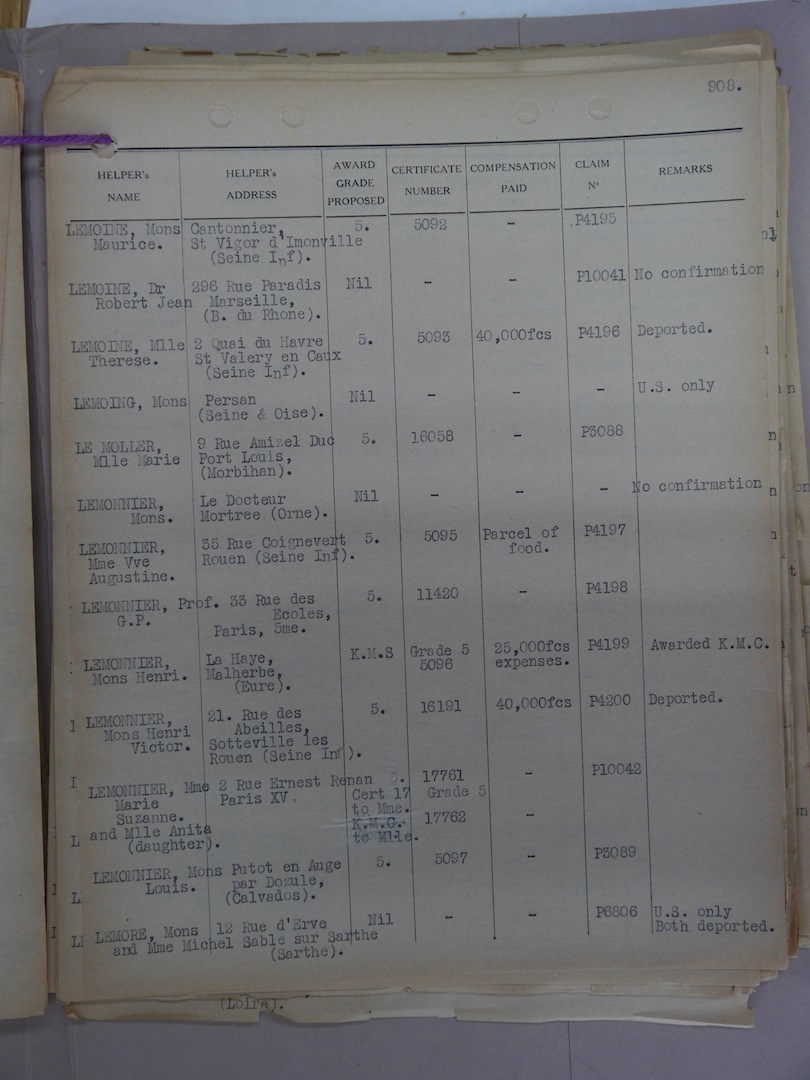 908.
HELPER's NAME HELPER's ADDRESS AWARD GRADE PROPOSED CERTIFICATE NUMBER COMPENSATION PAID CLAIM Nº REMARKS
LEMOINE, Mons Cantonnier, 5. 5092 - P4195
Maurice. St Vigor d'Imonville
(Seine Inf).
LEMOINE, Dr 296 Rue Paradis Nil - - P10041 No confirmation
Robert Jean Marseille,
(B. du Rhone).
LEMOINE, Mlle 2 Quai du Havre 5. 5093 40,000fcs P4196 Deported.
Therese. St Valery en Caux
(Seine Inf).
LEMOING, Mons Persan Nil - - - U.S. only
(Seine & Oise).
LE MOLLER, 9 Rue Amizel Duc 5. 16058 - P3088
Mlle Marie Port Louis,
(Morbihan).
LEMONNIER, Le Docteur Nil - - - No confirmation
Mons. Mortree (Orne).
LEMONNIER, 35 Rue Coignevert 5. 5095 Parcel of P4197
Mme Vve Rouen (Seine Inf). food.
Augustine.
LEMONNIER, Prof. 33 Rue des 5. 11420 - P4198
G.P. Ecoles,
Paris, 5me.
LEMONNIER, La Haye, K.M.S Grade 5 25,000fcs P4199 Awarded K.M.C.
Mons Henri. Malherbe, 5096 expenses.
(Eure).
LEMONNIER, 21. Rue des 5. 16191 40,000fcs P4200 Deported.
Mons Henri Abeilles,
Victor. Sotteville les
Rouen (Seine Inf).
LEMONNIER, Mme 2 Rue Ernest Renan 5. 17761 - P10042
Marie Paris XV. Cert 17 Grade 5
Suzanne. to Mme.
and Mlle Anita K.M.G. 17762 -
(daughter). to Mlle.
LEMONNIER, Mons Putot en Auge 5. 5097 - P3089
Louis. par Dozule,
(Calvados).
LEMORE, Mons 12 Rue d'Erve Nil - - P6806 U.S. only
and Mme Michel Sable sur Sarthe Both deported.
(Sarthe).
(Loire).